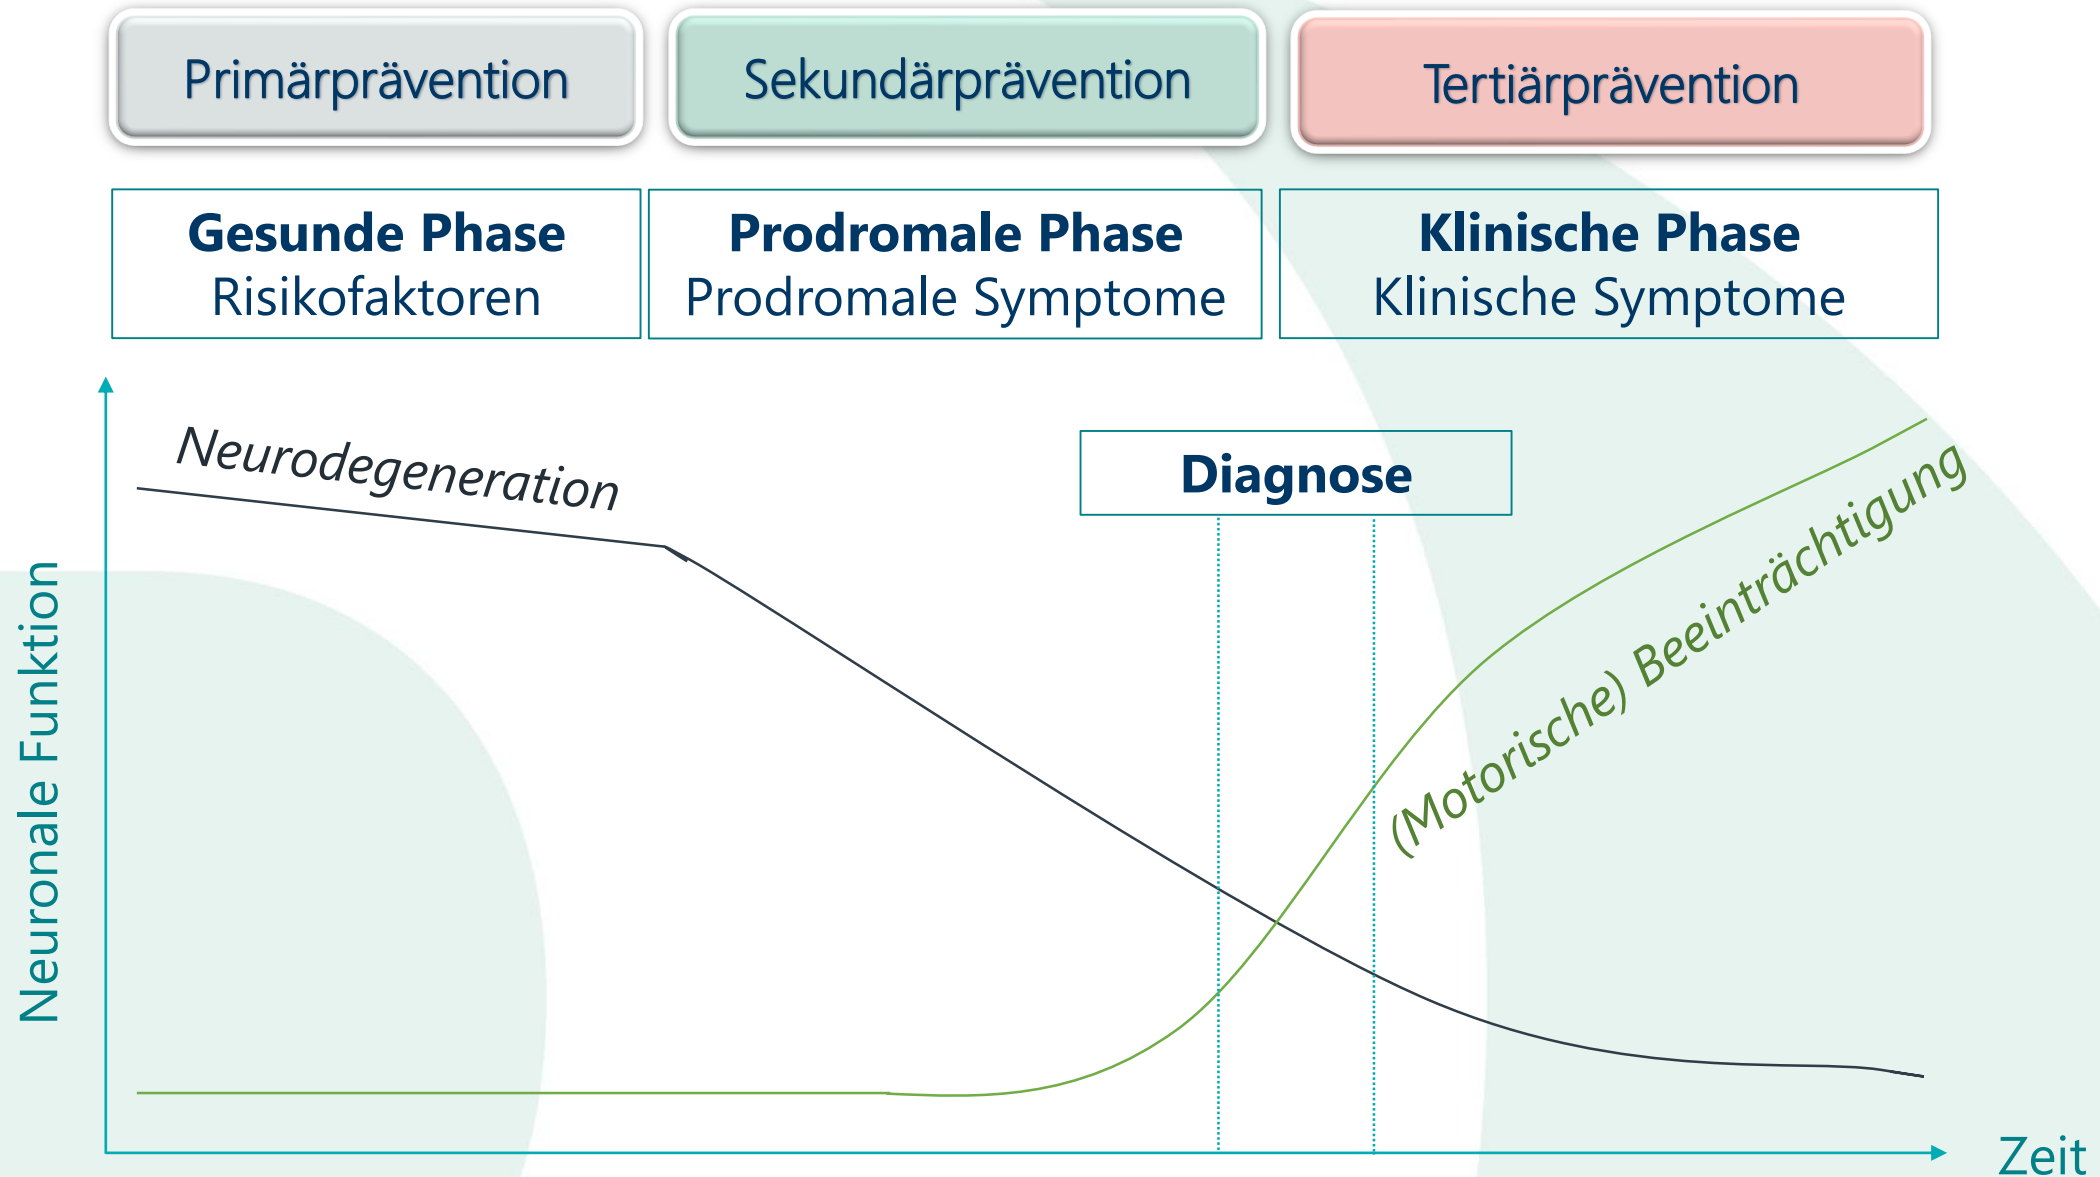 Primärprävention
Sekundärprävention
Tertiärprävention
Gesunde Phase
Risikofaktoren
Prodromale Phase
Prodromale Symptome
Klinische Phase
Klinische Symptome
Neurodegeneration
Diagnose
(Motorische) Beeinträchtigung
Neuronale Funktion
Zeit